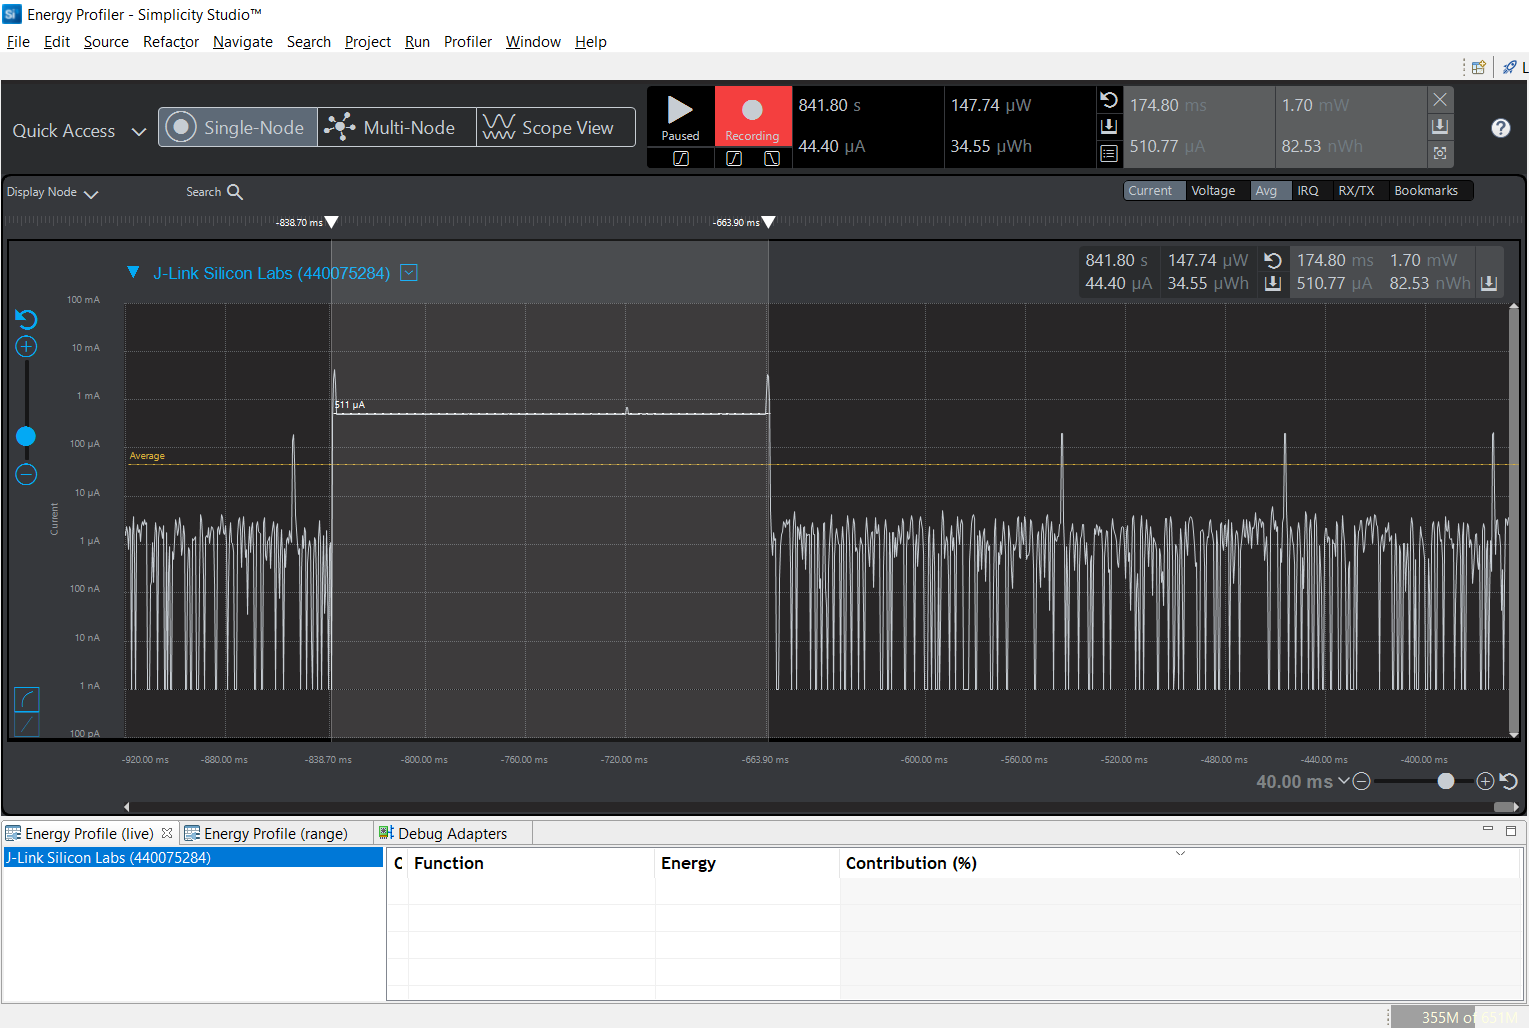 Energy Profiler - Simplicity Studio™
File Edit Source Refactor Navigate Search Project Run Profiler Window Help
Quick Access
Single-Node
Multi-Node
Scope View
Paused
Recording
841.80 s
147.74 µW
44.40 µA
34.55 µWh
174.80 ms
1.70 mW
510.77 µA
82.53 nWh
Display Node
Search
Current Voltage Avg IRQ RX/TX Bookmarks
-838.70 ms
-663.90 ms
J-Link Silicon Labs (440075284)
841.80 s 147.74 µW 174.80 ms 1.70 mW
44.40 µA 34.55 µWh 510.77 µA 82.53 nWh
100 mA
10 mA
1 mA
511 µA
100 µA
Average
10 µA
Current
1 µA
100 nA
10 nA
1 nA
100 pA
-920.00 ms -880.00 ms -838.70 ms -800.00 ms -760.00 ms -720.00 ms -663.90 ms -600.00 ms -560.00 ms -520.00 ms -480.00 ms -440.00 ms -400.00 ms
40.00 ms
Energy Profile (live) Energy Profile (range) Debug Adapters
J-Link Silicon Labs (440075284)
C Function Energy Contribution (%)
355M of 651M